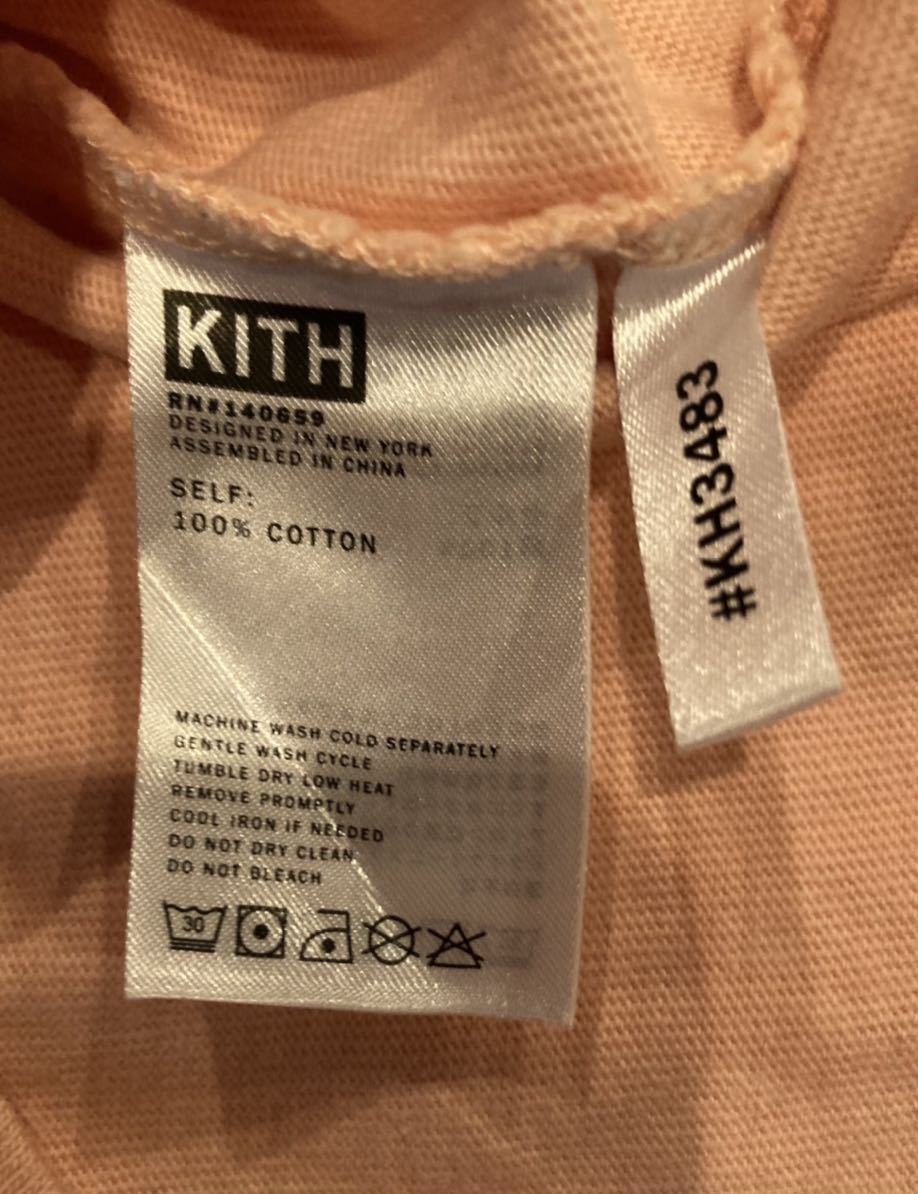 KITH
RN#140659
DESIGNED IN NEW YORK
ASSEMBLED IN CHINA
SELF:
100% COTTON
MACHINE WASH COLD SEPARATELY
GENTLE WASH CYCLE
TUMBLE DRY LOW HEAT
REMOVE PROMPTLY
COOL IRON IF NEEDED
DO NOT DRY CLEAN
DO NOT BLEACH
30
#KH3483